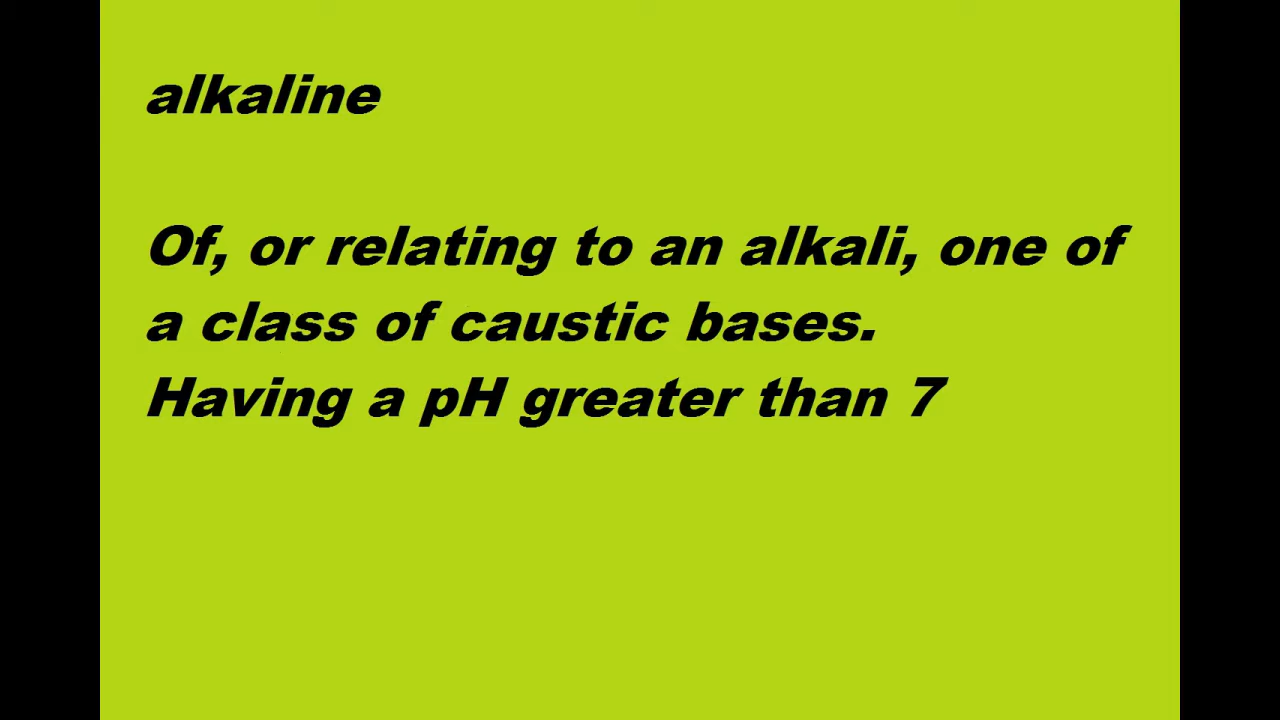 alkaline
Of, or relating to an alkali, one of
a class of caustic bases.
Having a pH greater than 7